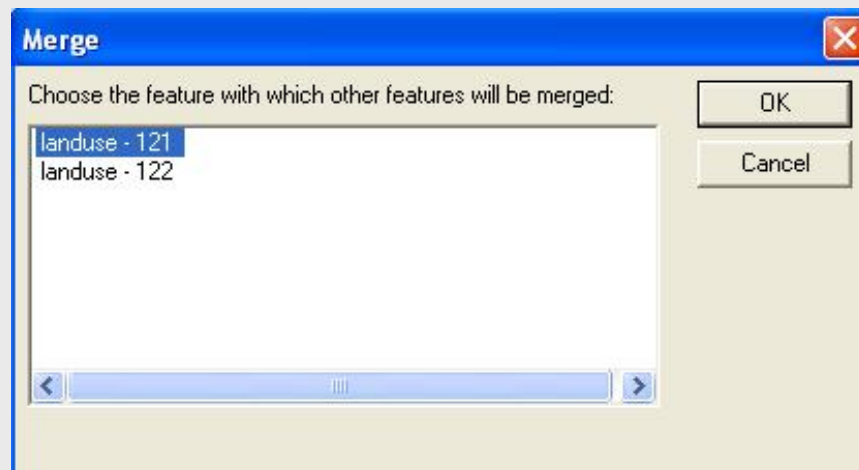 Merge
Choose the feature with which other features will be merged:
landuse - 121
landuse - 122
OK
Cancel